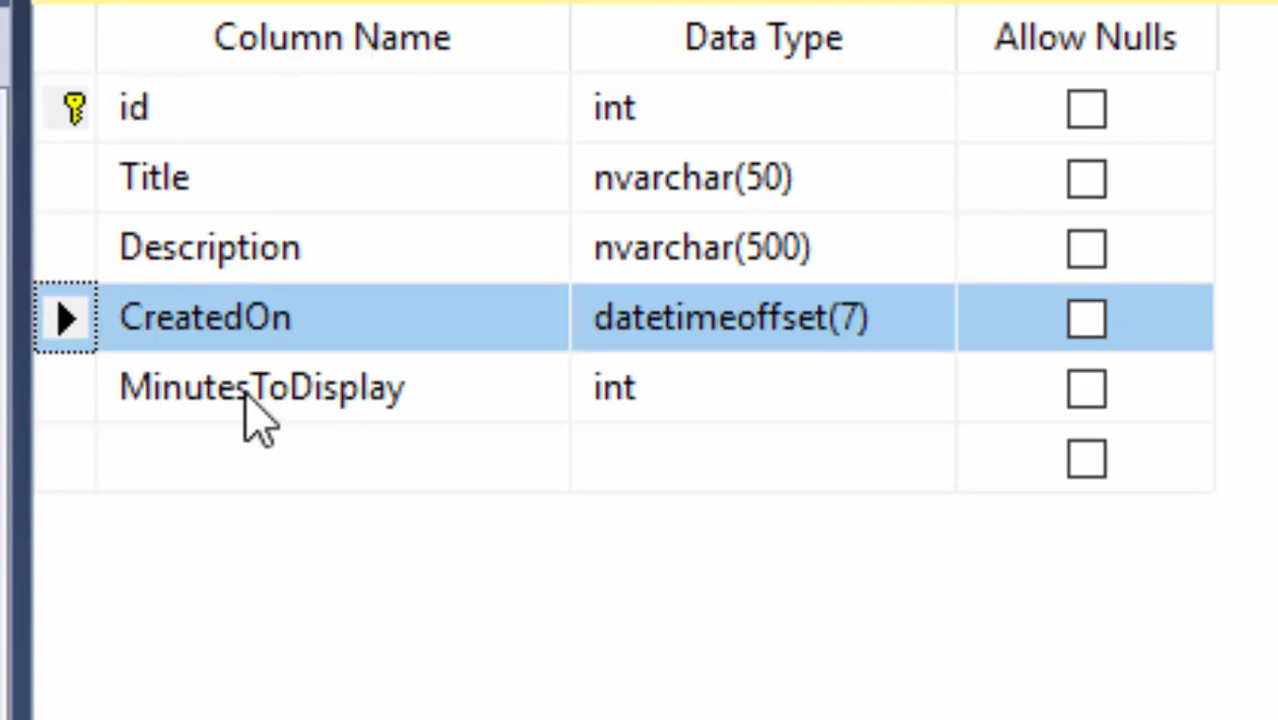 Column Name Data Type Allow Nulls
id int
Title nvarchar(50)
Description nvarchar(500)
CreatedOn datetimeoffset(7)
MinutesToDisplay int